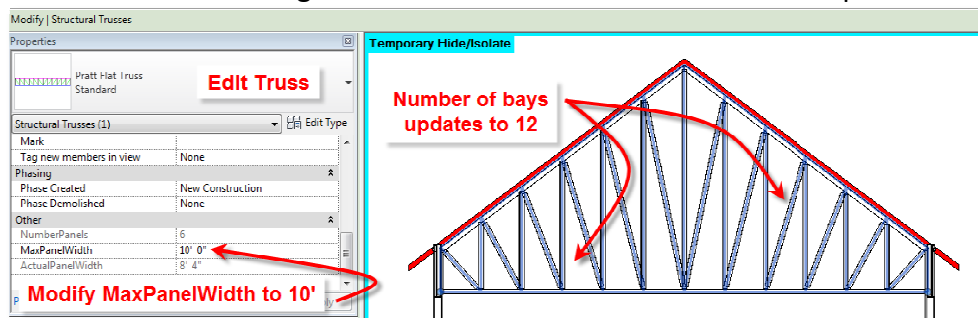 Modify | Structural Trusses
Properties
Pratt Flat Truss
Standard
Edit Truss
Structural Trusses (1)
Edit Type
Mark
Tag new members in view None
Phasing
Phase Created New Construction
Phase Demolished None
Other
NumberPanels 6
MaxPanelWidth 10' 0"
ActualPanelWidth 8' 4"
Modify MaxPanelWidth to 10'
Temporary Hide/Isolate
Number of bays
updates to 12